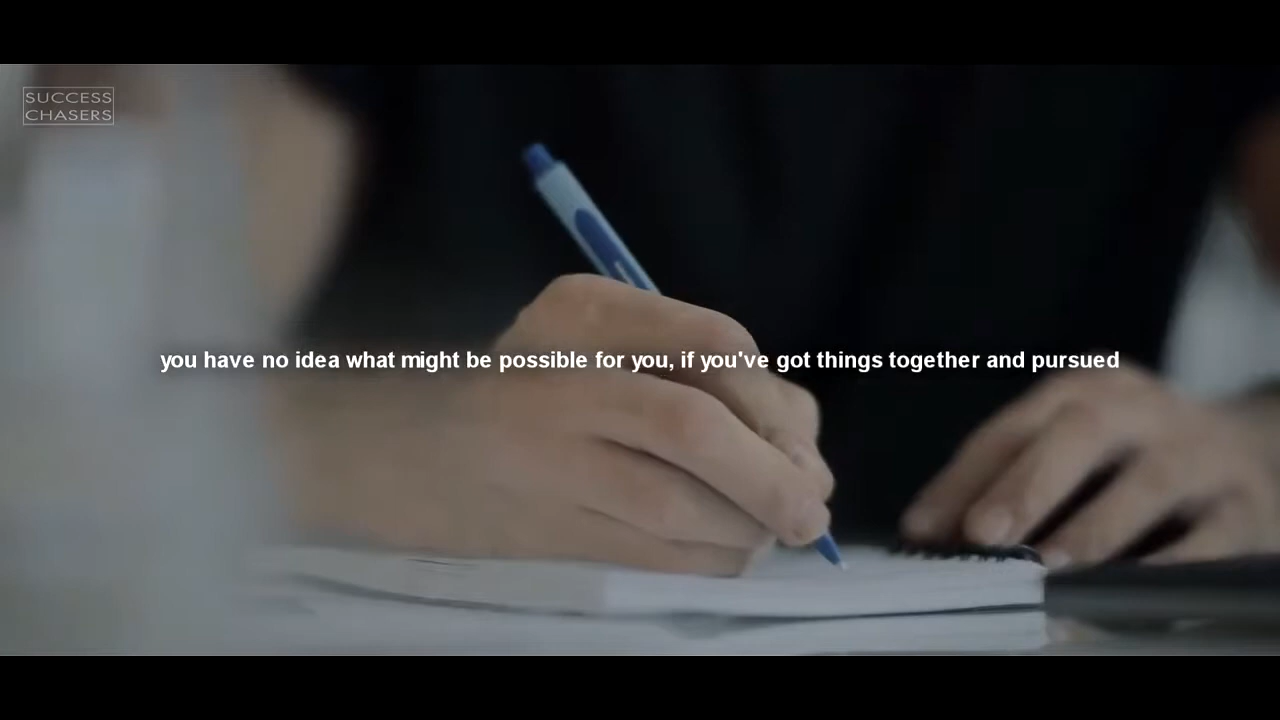 SUCCESS
CHASERS
you have no idea what might be possible for you, if you've got things together and pursued